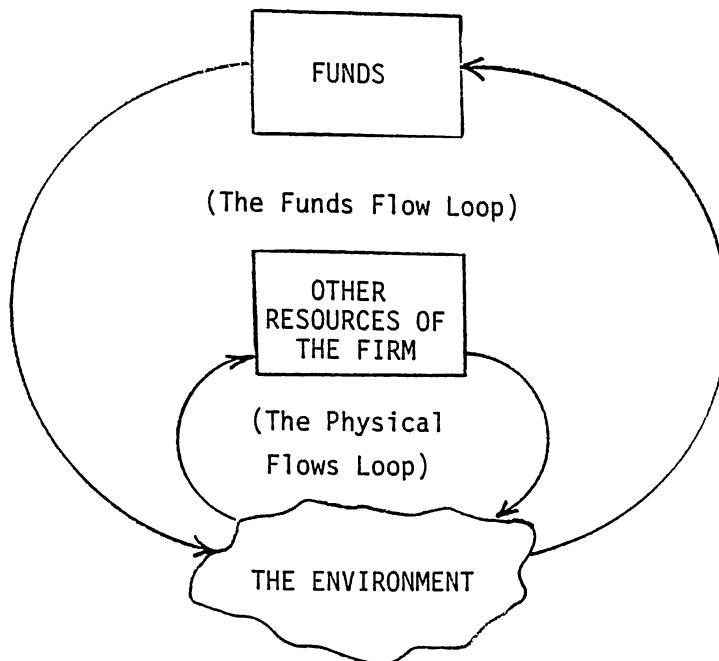 FUNDS
(The Funds Flow Loop)
OTHER
RESOURCES OF
THE FIRM
(The Physical
Flows Loop)
THE ENVIRONMENT